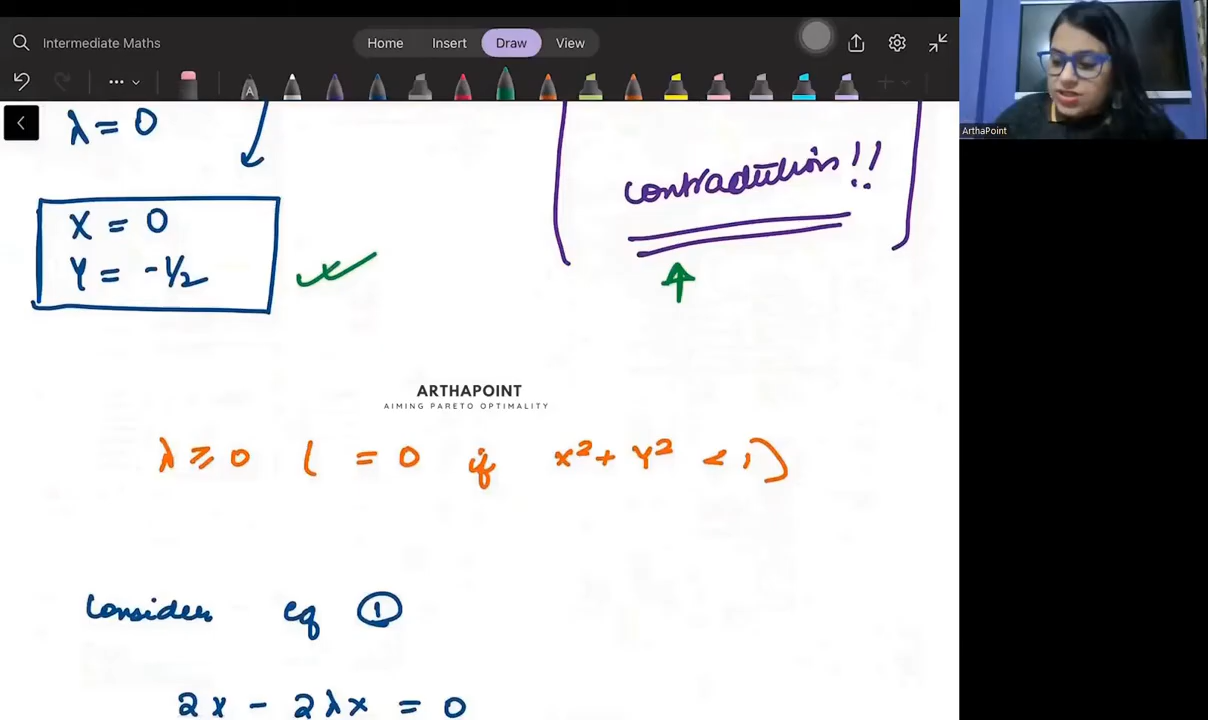 Intermediate Maths
Home Insert Draw View
A
ArthaPoint
λ = 0
contradiction!!
X = 0
Y = -1/2
ARTHAPOINT
AIMING PARETO OPTIMALITY
λ ≥ 0 ( = 0 if x² + y² < 1)
Consider eq ①
2x - 2λx = 0